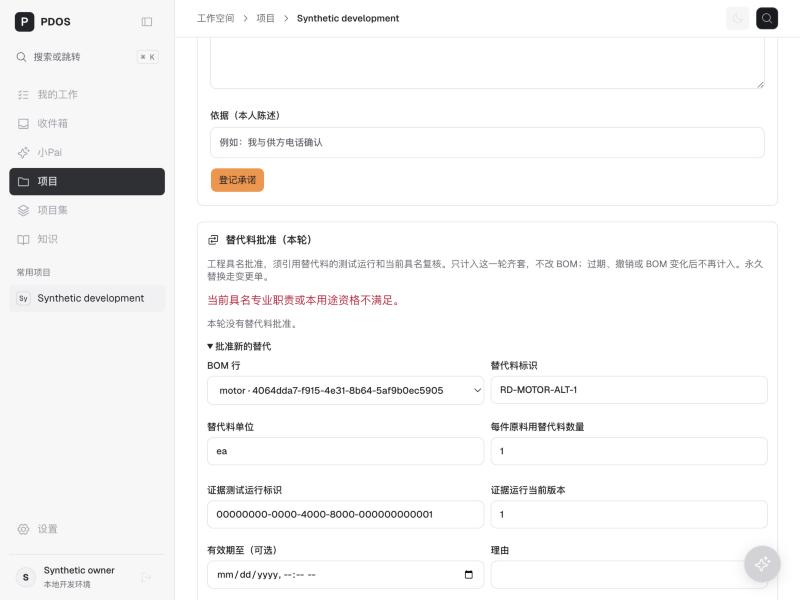 P PDOS
搜索或跳转 ⌘ K
我的工作
收件箱
小Pai
项目
项目集
知识
常用项目
Sy Synthetic development
设置
S Synthetic owner
本地开发环境
工作空间 > 项目 > Synthetic development
依据（本人陈述）
例如：我与供方电话确认
登记承诺
替代料批准（本轮）
工程具名批准，须引用替代料的测试运行和当前具名复核。只计入这一轮齐套，不改 BOM；过期、撤销或 BOM 变化后不再计入。永久
替换走变更单。
当前具名专业职责或本用途资格不满足。
本轮没有替代料批准。
▼批准新的替代
BOM 行 替代料标识
motor · 4064dda7-f915-4e31-8b64-5af9b0ec5905 RD-MOTOR-ALT-1
替代料单位 每件原料用替代料数量
ea 1
证据测试运行标识 证据运行当前版本
00000000-0000-4000-8000-000000000001 1
有效期至（可选） 理由
mm/dd/yyyy, --:-- --